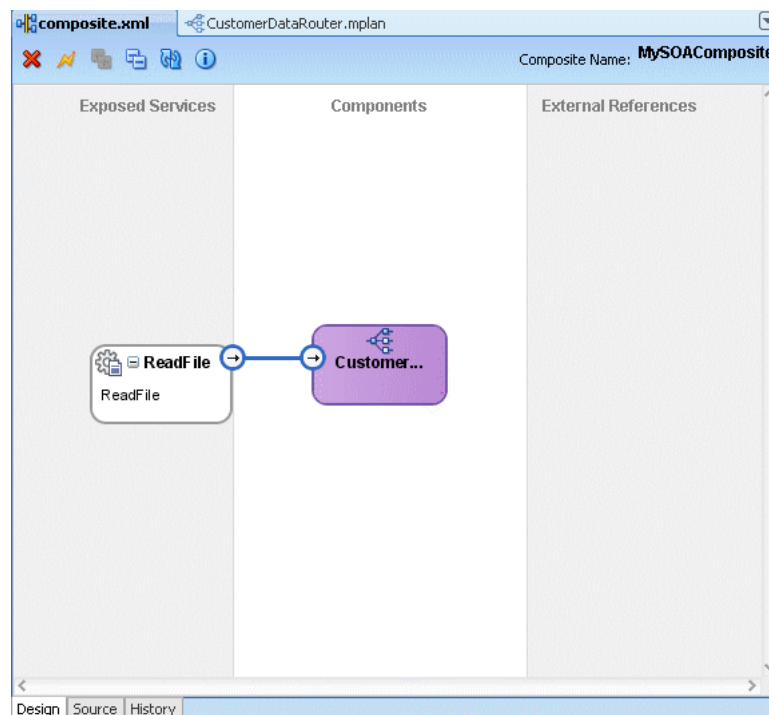 composite.xml
CustomerDataRouter.mplan
Composite Name: MySOAComposite
Exposed Services
Components
External References
ReadFile
Customer...
ReadFile
Design
Source
History